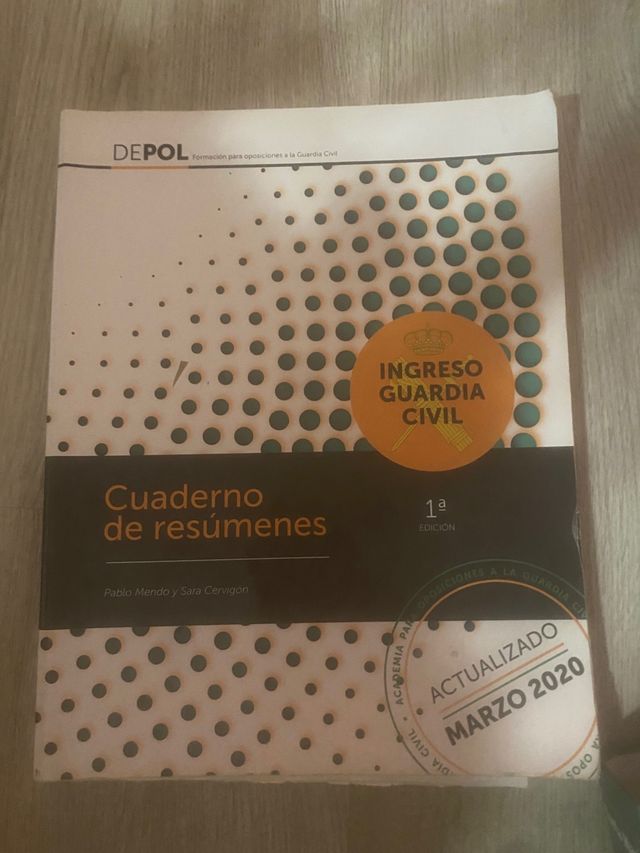 DEPOL Formación para oposiciones a la Guardia Civil
INGRESO
GUARDIA
CIVIL
Cuaderno
de resúmenes
1ª
EDICIÓN
Pablo Mendo y Sara Cervigón
ACADEMIA PARA OPOSICIONES A LA GUARDIA CIVIL
ACTUALIZADO
MARZO 2020